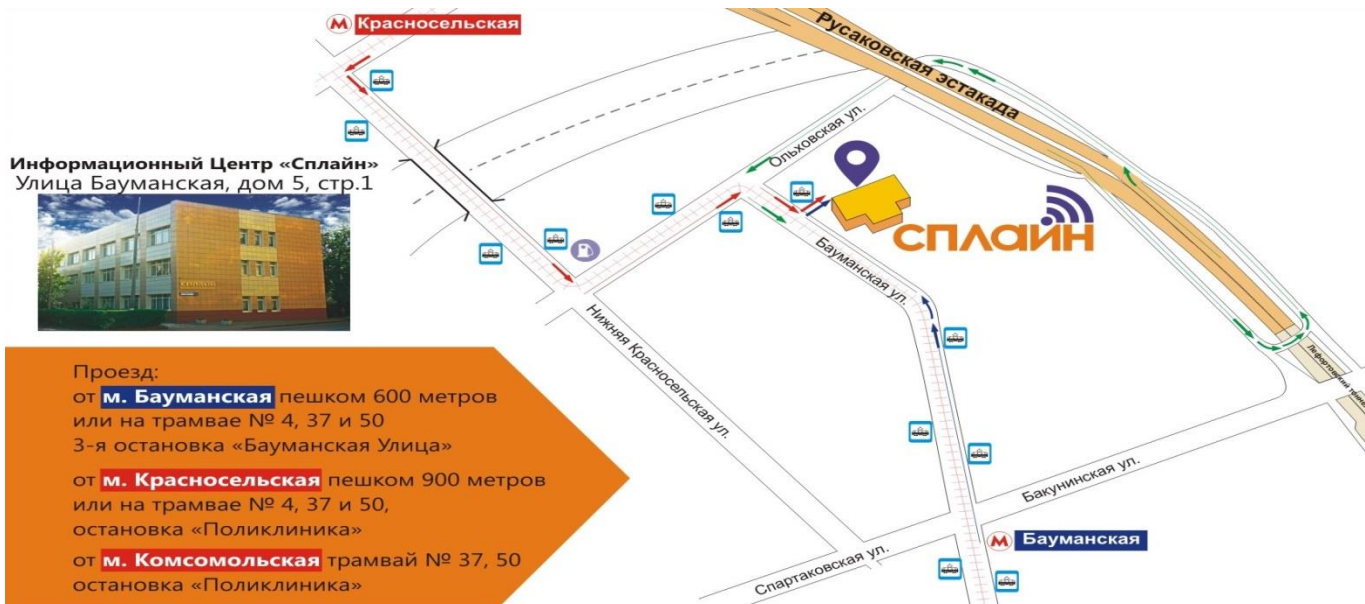 Красносельская
Русаковская эстакада
Ольховская ул.
Информационный Центр «Сплайн»
Улица Бауманская, дом 5, стр.1
сплайн
Бауманская ул.
Нижняя Красносельская ул.
Проезд:
от м. Бауманская пешком 600 метров
или на трамвае № 4, 37 и 50
3-я остановка «Бауманская Улица»
от м. Красносельская пешком 900 метров
или на трамвае № 4, 37 и 50,
остановка «Поликлиника»
от м. Комсомольская трамвай № 37, 50
остановка «Поликлиника»
Лефортовский
Бакунинская ул.
М Бауманская
Спартаковская ул.